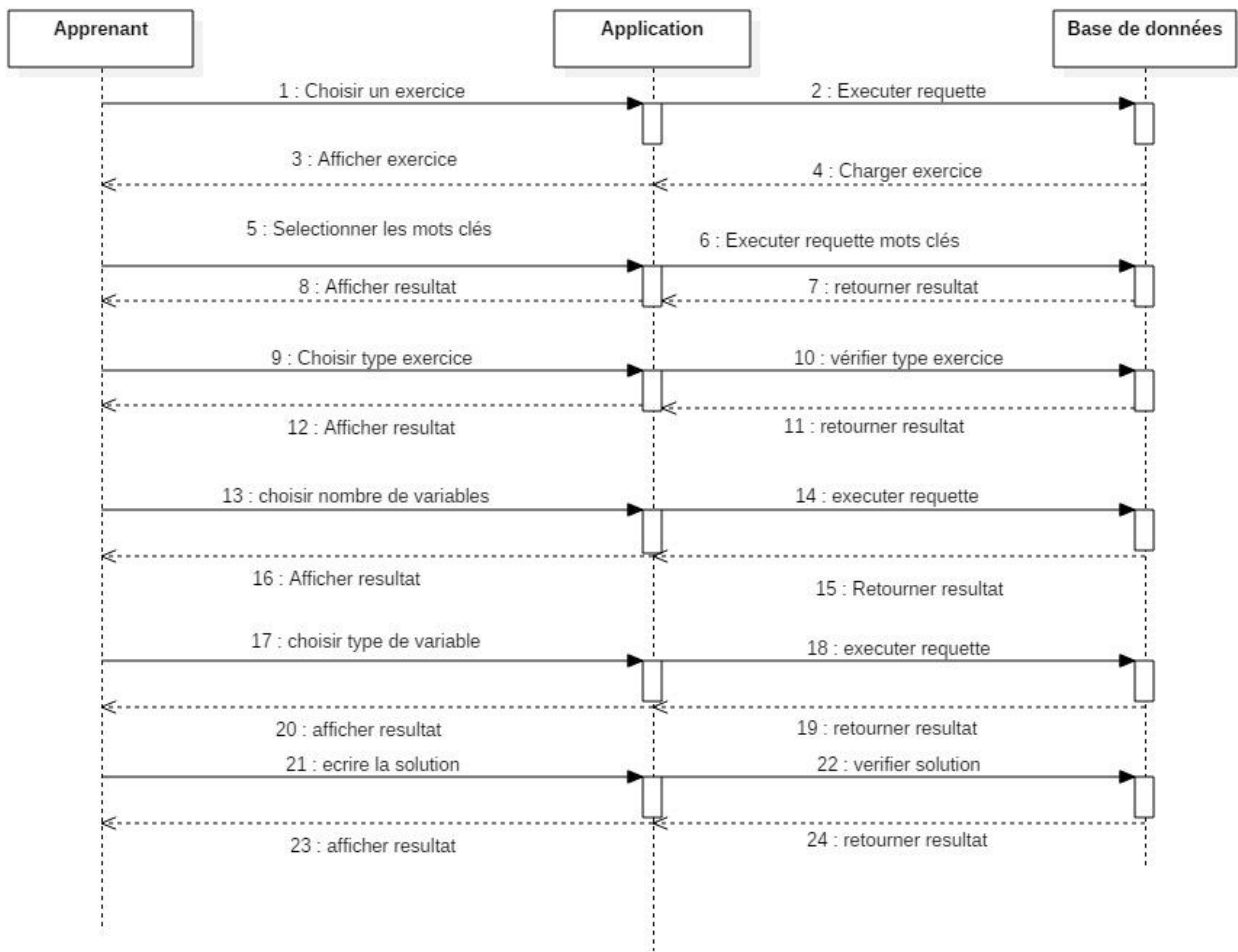 Apprenant
Application
Base de données
1 : Choisir un exercice
2 : Executer requette
3 : Afficher exercice
4 : Charger exercice
5 : Selectionner les mots clés
6 : Executer requette mots clés
8 : Afficher resultat
7 : retourner resultat
9 : Choisir type exercice
10 : vérifier type exercice
12 : Afficher resultat
11 : retourner resultat
13 : choisir nombre de variables
14 : executer requette
16 : Afficher resultat
15 : Retourner resultat
17 : choisir type de variable
18 : executer requette
20 : afficher resultat
19 : retourner resultat
21 : ecrire la solution
22 : verifier solution
23 : afficher resultat
24 : retourner resultat